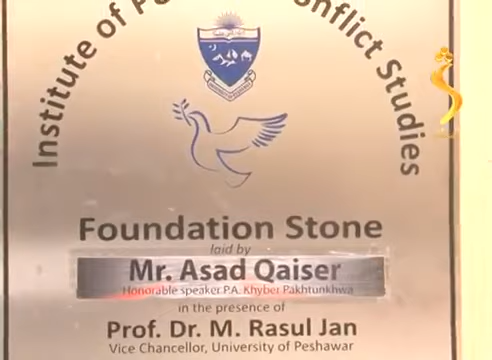 Institute of P onflict Studies
Foundation Stone
laid by
Mr. Asad Qaiser
Honorable speaker P.A. Khyber Pakhtunkhwa
in the presence of
Prof. Dr. M. Rasul Jan
Vice Chancellor, University of Peshawar